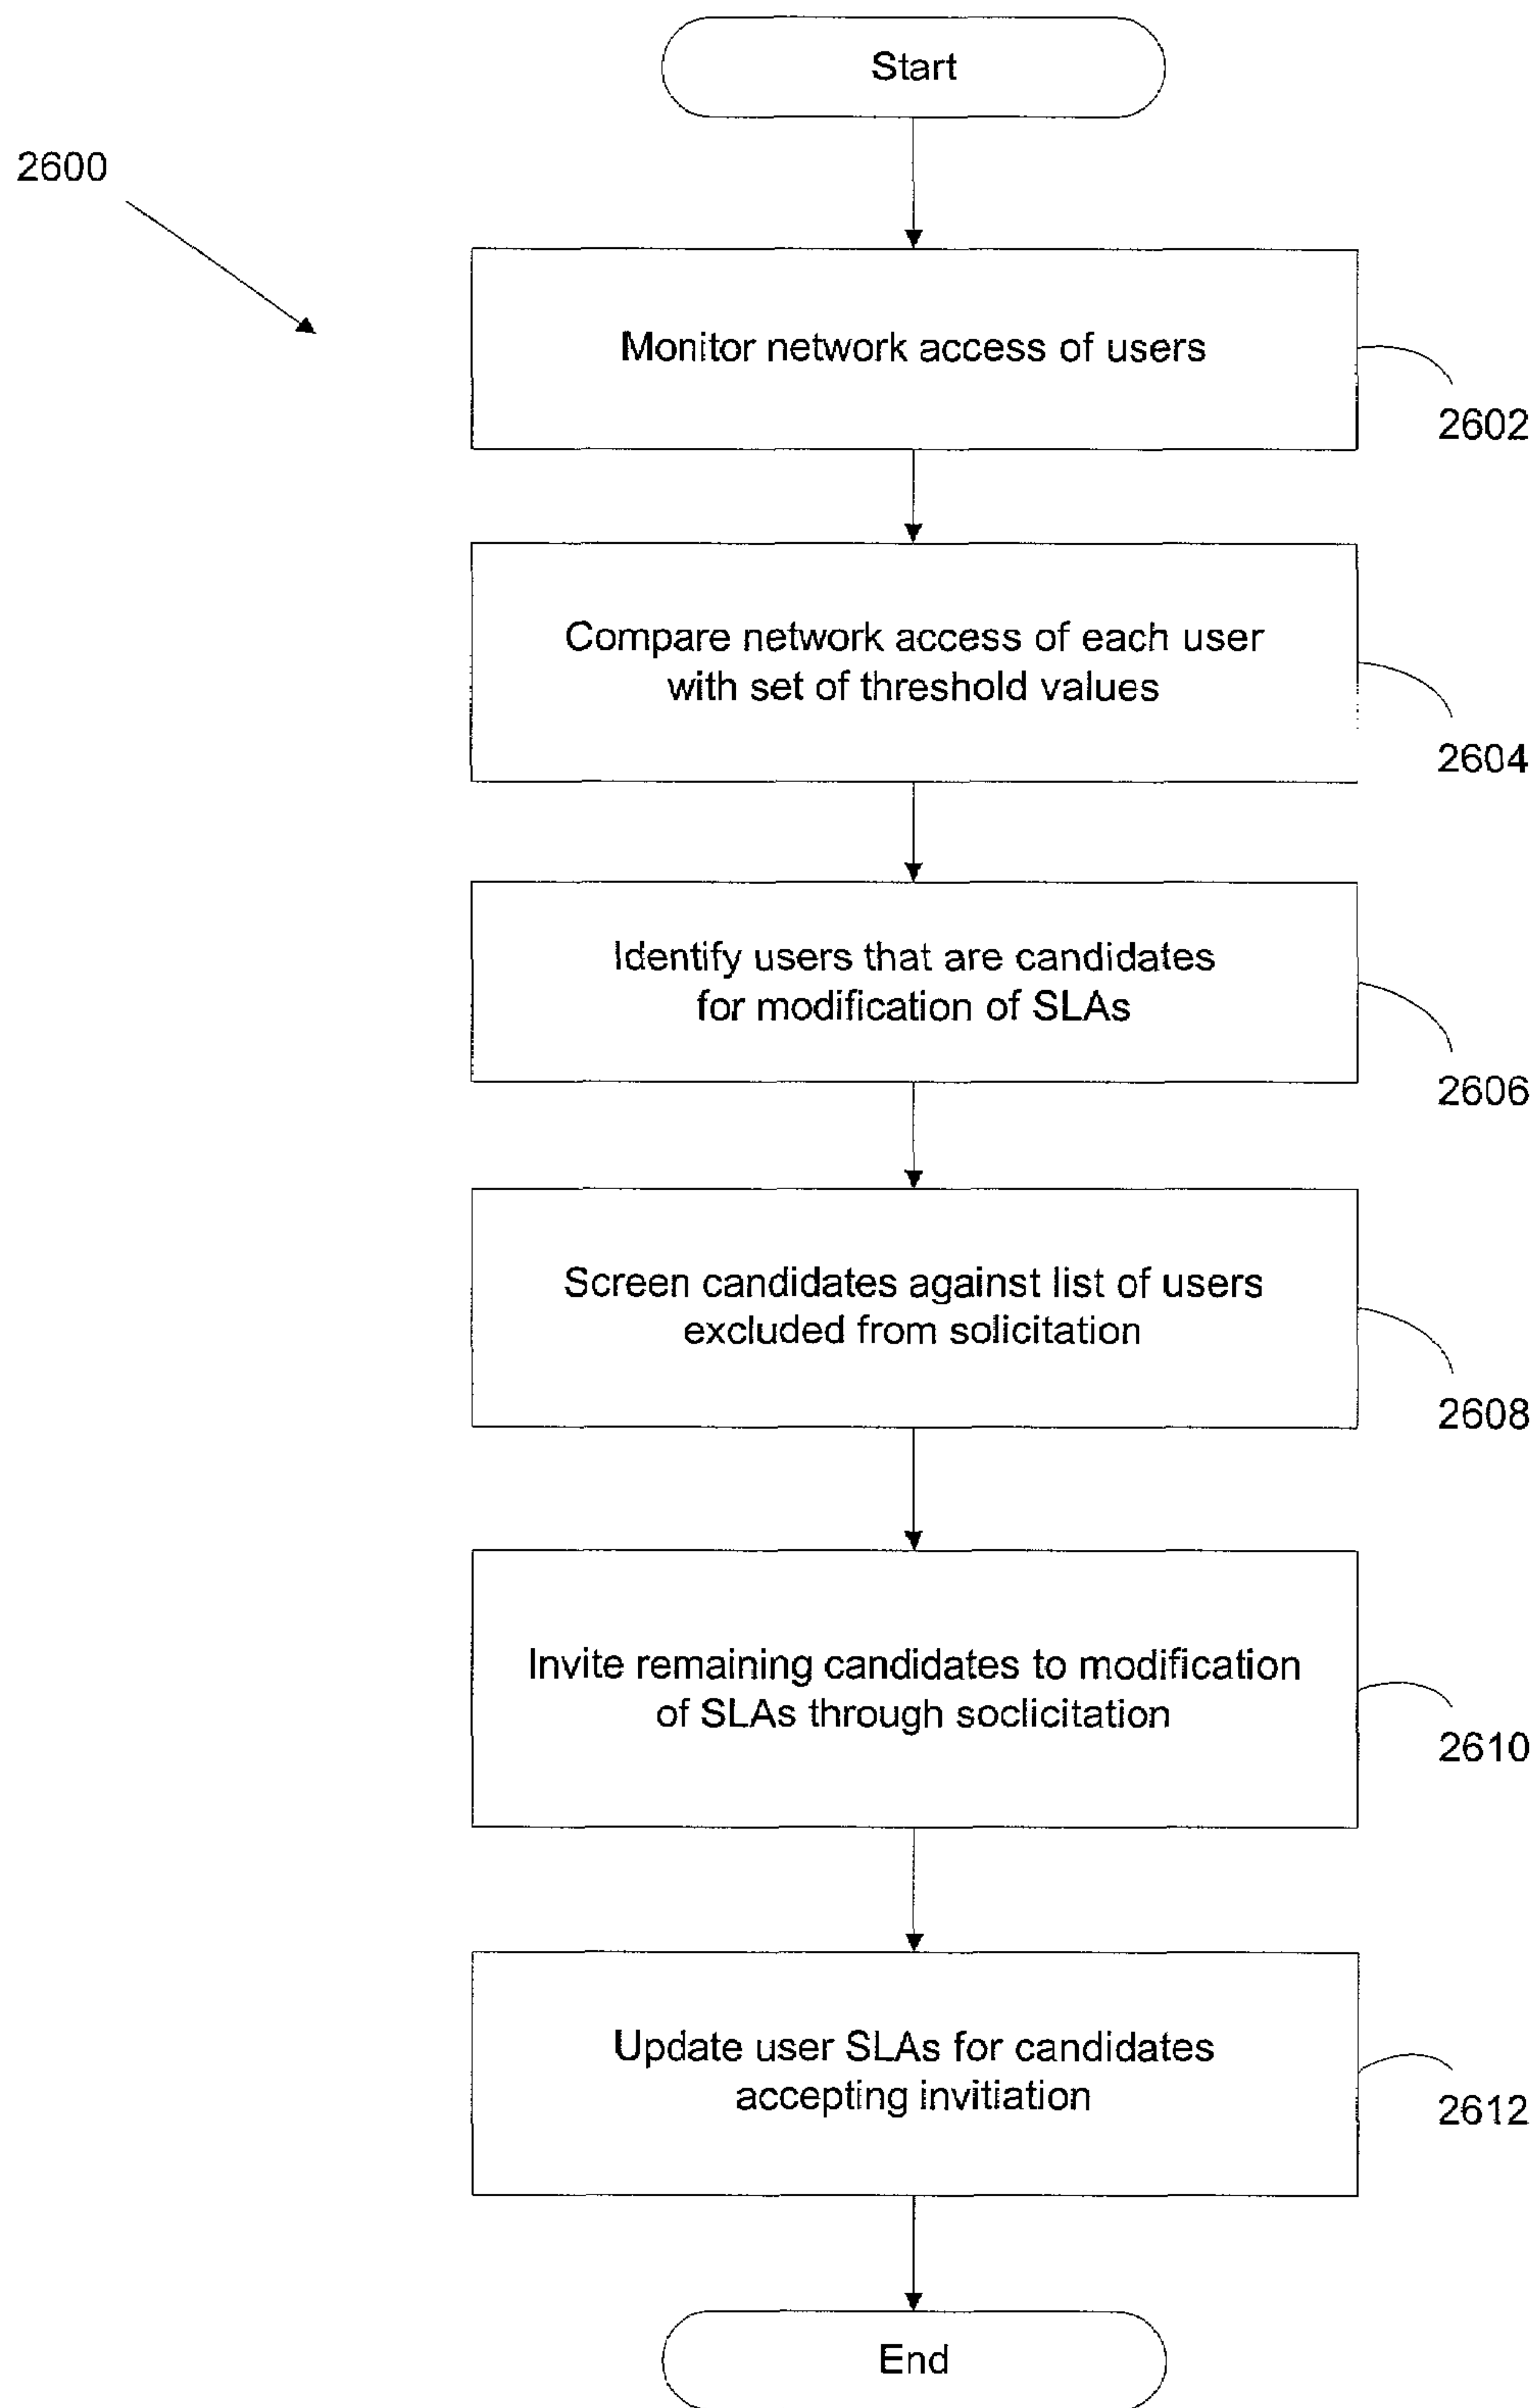 Start
2600
Monitor network access of users
2602
Compare network access of each user
with set of threshold values
2604
Identify users that are candidates
for modification of SLAs
2606
Screen candidates against list of users
excluded from solicitation
2608
Invite remaining candidates to modification
of SLAs through soclicitation
2610
Update user SLAs for candidates
accepting invitiation
2612
End